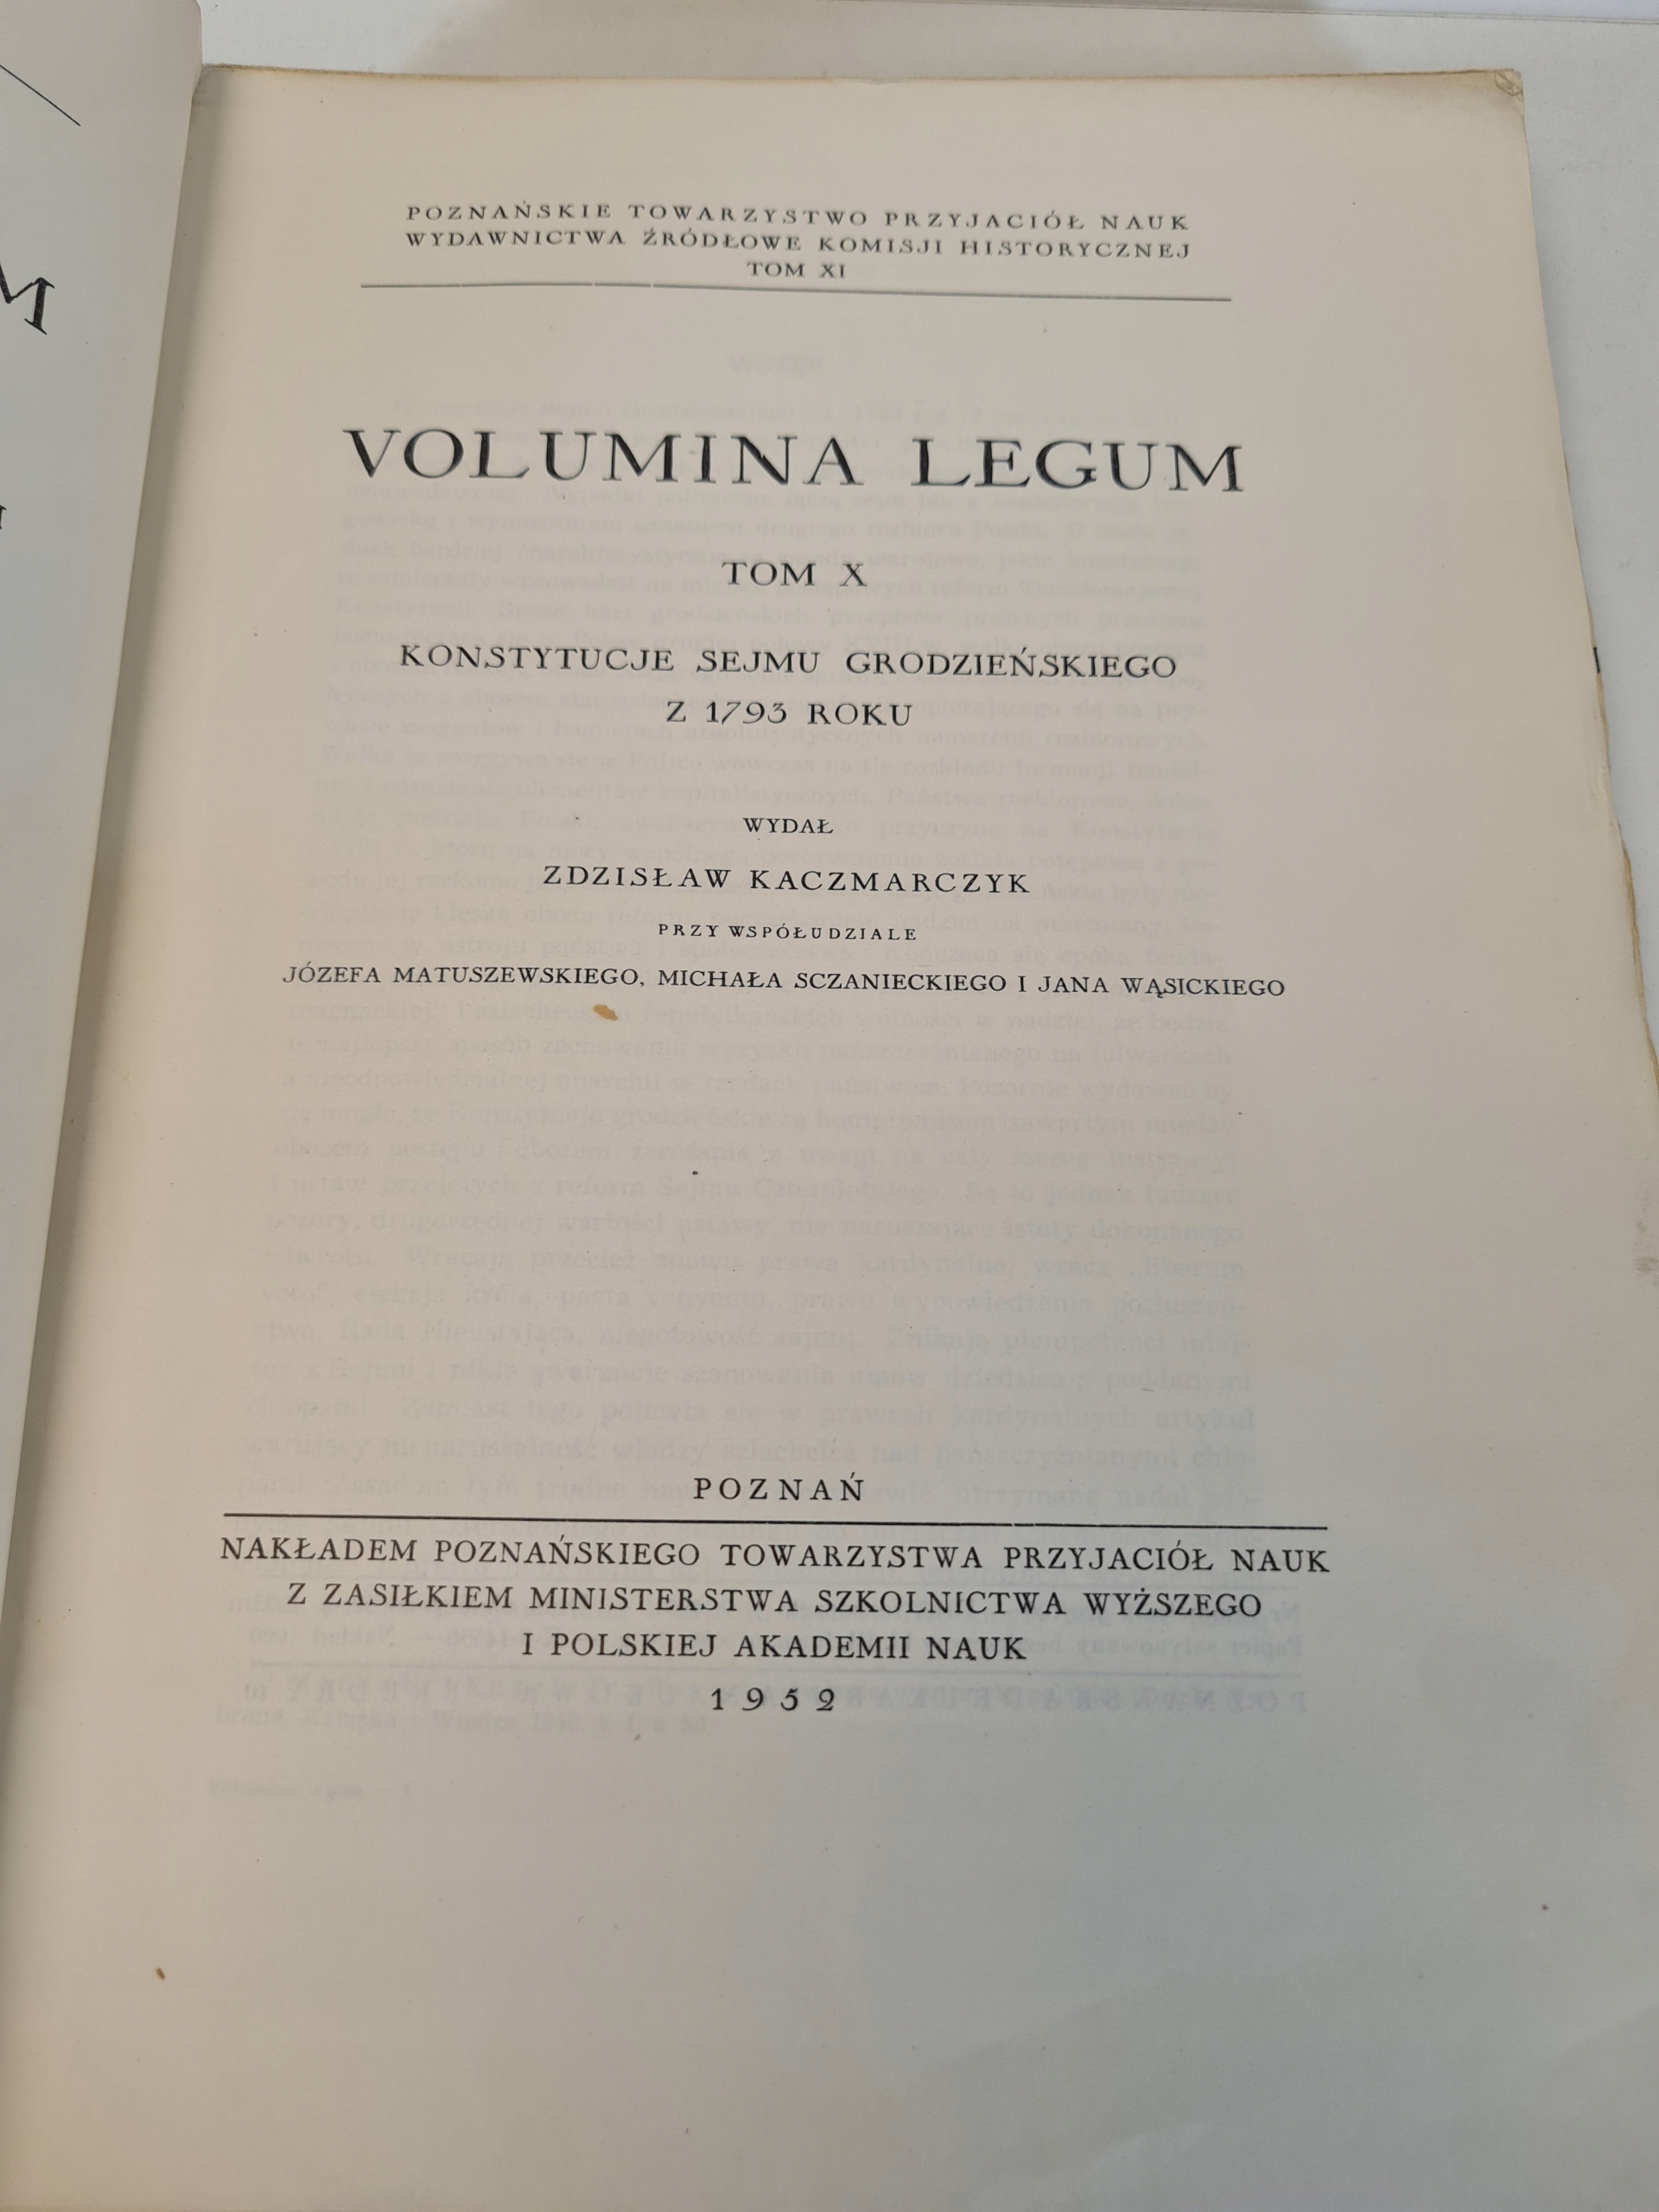 POZNAŃSKIE TOWARZYSTWO PRZYJACIÓŁ NAUK
WYDAWNICTWA ŹRÓDŁOWE KOMISJI HISTORYCZNEJ
TOM XI
VOLUMINA LEGUM
TOM X
KONSTYTUCJE SEJMU GRODZIEŃSKIEGO
Z 1793 ROKU
WYDAŁ
ZDZISŁAW KACZMARCZYK
PRZY WSPÓŁUDZIALE
JÓZEFA MATUSZEWSKIEGO, MICHAŁA SCZANIECKIEGO I JANA WĄSICKIEGO
POZNAŃ
NAKŁADEM POZNAŃSKIEGO TOWARZYSTWA PRZYJACIÓŁ NAUK
Z ZASIŁKIEM MINISTERSTWA SZKOLNICTWA WYŻSZEGO
I POLSKIEJ AKADEMII NAUK
1952